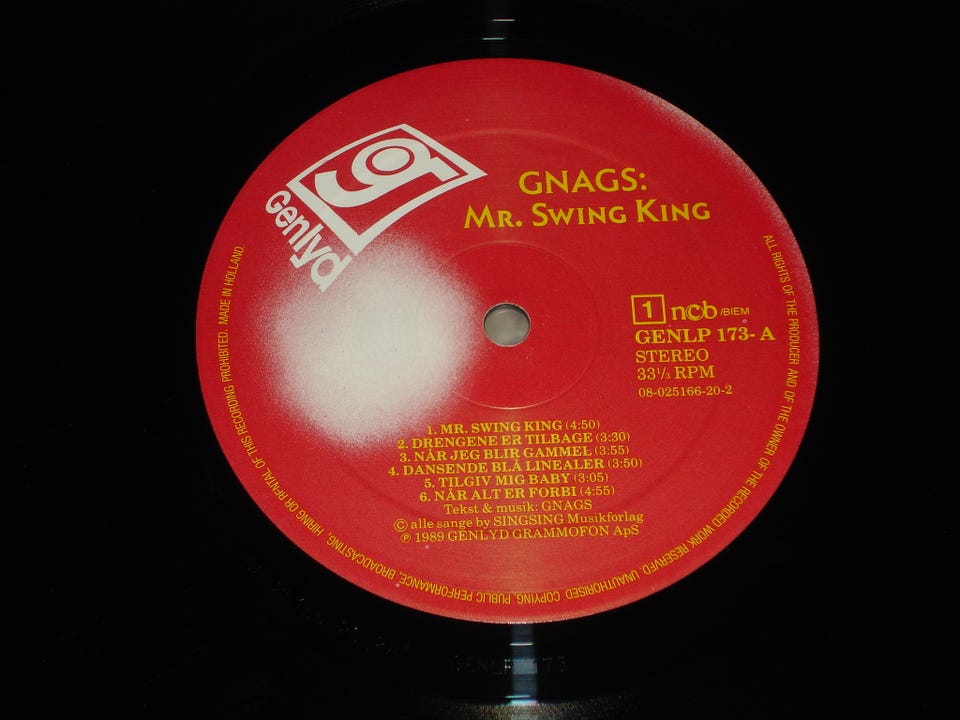 g
Genlyd
GNAGS:
MR. SWING KING
1 ncb /BIEM
GENLP 173-A
STEREO
33 1/3 RPM
08-025166-20-2
1. MR. SWING KING (4:50)
2. DRENGENE ER TILBAGE (3:30)
3. NÅR JEG BLIR GAMMEL (3:55)
4. DANSENDE BLÅ LINEALER (3:50)
5. TILGIV MIG BABY (3:05)
6. NÅR ALT ER FORBI (4:55)
Tekst & musik: GNAGS
© alle sange by SINGSING Musikforlag
℗ 1989 GENLYD GRAMMOFON ApS
ALL RIGHTS OF THE PRODUCER AND OF THE OWNER OF THE RECORDED WORK RESERVED. UNAUTHORISED. COPYING, PUBLIC PERFORMANCE, BROADCASTING, HIRING OR RENTAL OF THIS RECORDING PROHIBITED. MADE IN HOLLAND.
GENLP 173